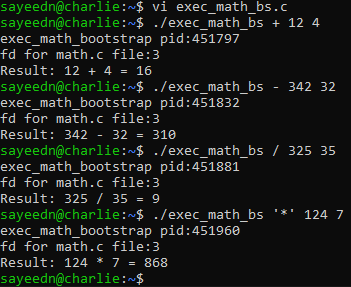 sayeedn@charlie:~$ vi exec_math_bs.c
sayeedn@charlie:~$ ./exec_math_bs + 12 4
exec_math_bootstrap pid:451797
fd for math.c file:3
Result: 12 + 4 = 16
sayeedn@charlie:~$ ./exec_math_bs - 342 32
exec_math_bootstrap pid:451832
fd for math.c file:3
Result: 342 - 32 = 310
sayeedn@charlie:~$ ./exec_math_bs / 325 35
exec_math_bootstrap pid:451881
fd for math.c file:3
Result: 325 / 35 = 9
sayeedn@charlie:~$ ./exec_math_bs '*' 124 7
exec_math_bootstrap pid:451960
fd for math.c file:3
Result: 124 * 7 = 868
sayeedn@charlie:~$